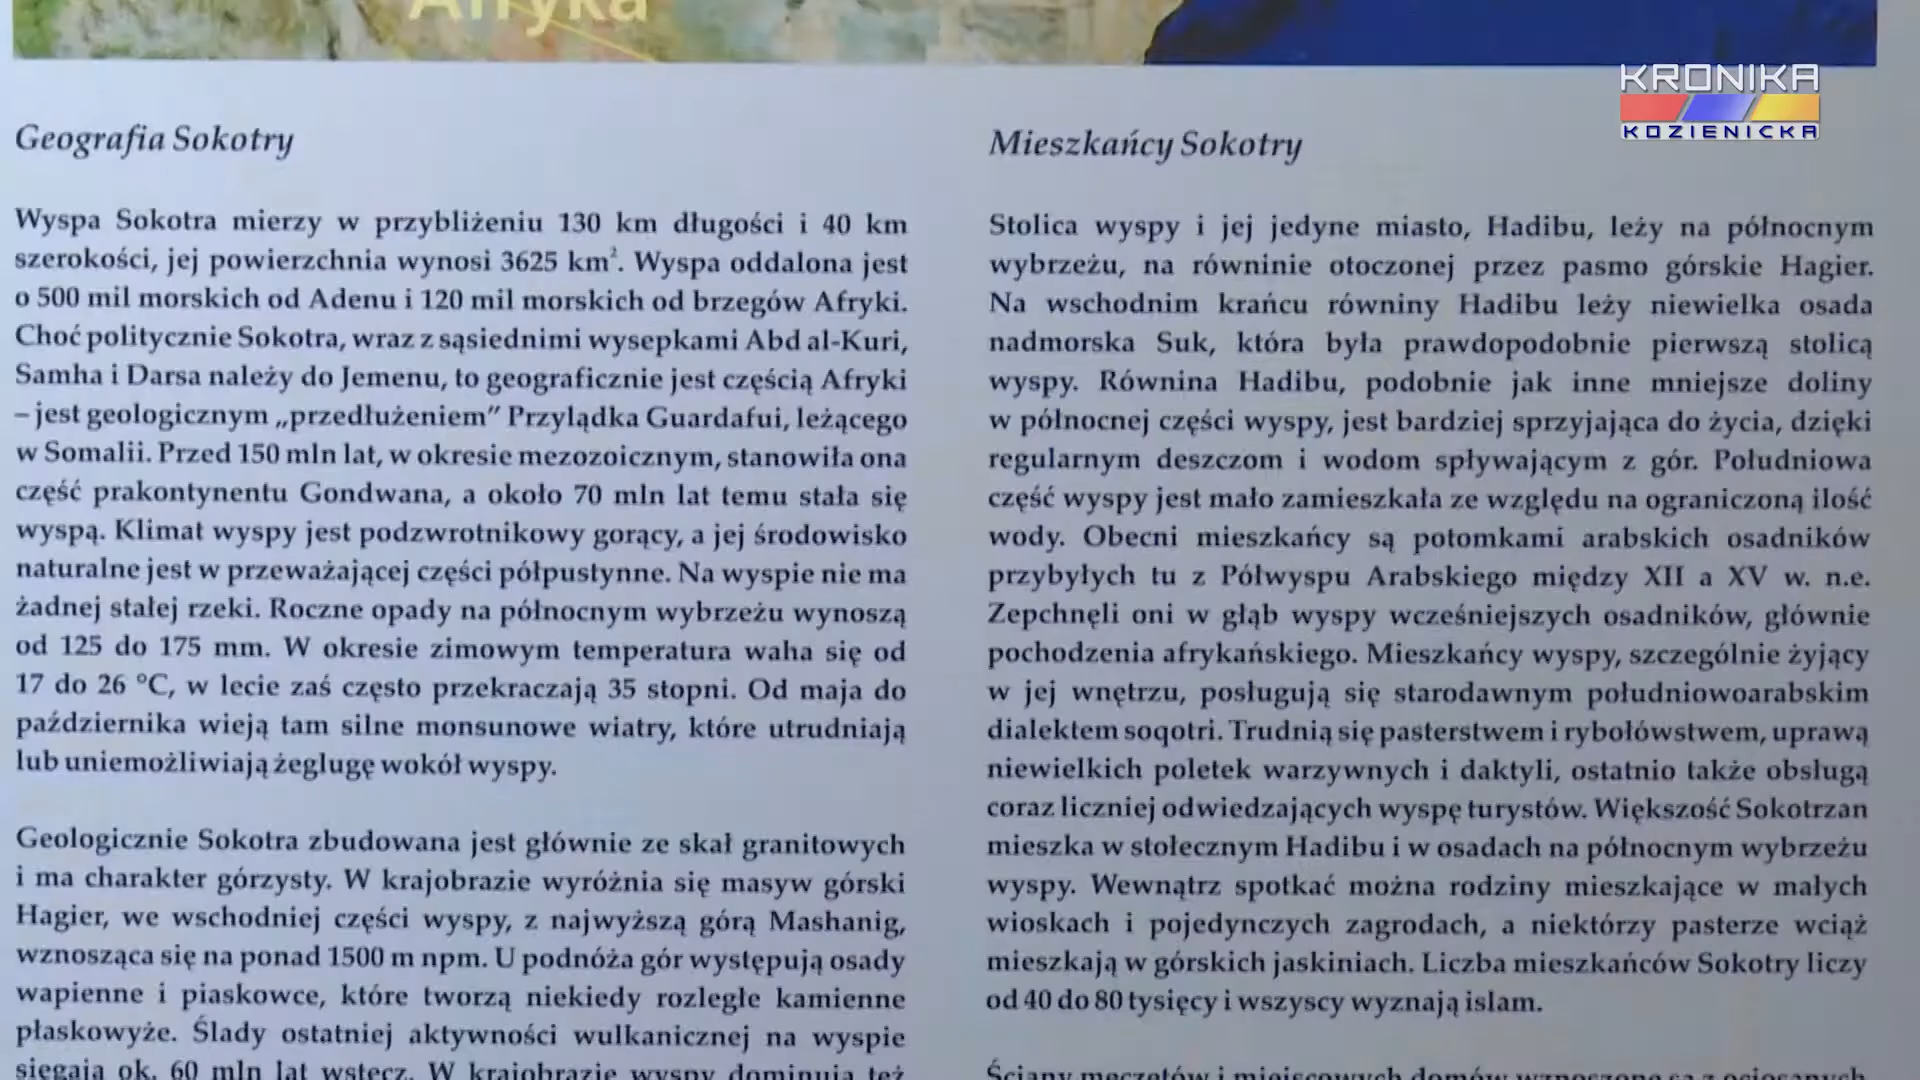 Afryka
KRONIKA
KOZIENICKA
Geografia Sokotry
Wyspa Sokotra mierzy w przybliżeniu 130 km długości i 40 km
szerokości, jej powierzchnia wynosi 3625 km². Wyspa oddalona jest
o 500 mil morskich od Adenu i 120 mil morskich od brzegów Afryki.
Choć politycznie Sokotra, wraz z sąsiednimi wysepkami Abd al-Kuri,
Samha i Darsa należy do Jemenu, to geograficznie jest częścią Afryki
– jest geologicznym „przedłużeniem” Przylądka Guardafui, leżącego
w Somalii. Przed 150 mln lat, w okresie mezozoicznym, stanowiła ona
część prakontynentu Gondwana, a około 70 mln lat temu stała się
wyspą. Klimat wyspy jest podzwrotnikowy gorący, a jej środowisko
naturalne jest w przeważającej części półpustynne. Na wyspie nie ma
żadnej stałej rzeki. Roczne opady na północnym wybrzeżu wynoszą
od 125 do 175 mm. W okresie zimowym temperatura waha się od
17 do 26 °C, w lecie zaś często przekraczają 35 stopni. Od maja do
października wieją tam silne monsunowe wiatry, które utrudniają
lub uniemożliwiają żeglugę wokół wyspy.
Geologicznie Sokotra zbudowana jest głównie ze skał granitowych
i ma charakter górzysty. W krajobrazie wyróżnia się masyw górski
Hagier, we wschodniej części wyspy, z najwyższą górą Mashanig,
wznosząca się na ponad 1500 m npm. U podnóża gór występują osady
wapienne i piaskowce, które tworzą niekiedy rozległe kamienne
płaskowyże. Ślady ostatniej aktywności wulkanicznej na wyspie
sięgają ok. 60 mln lat wstecz. W krajobrazie wyspy dominują też
Mieszkańcy Sokotry
Stolica wyspy i jej jedyne miasto, Hadibu, leży na północnym
wybrzeżu, na równinie otoczonej przez pasmo górskie Hagier.
Na wschodnim krańcu równiny Hadibu leży niewielka osada
nadmorska Suk, która była prawdopodobnie pierwszą stolicą
wyspy. Równina Hadibu, podobnie jak inne mniejsze doliny
w północnej części wyspy, jest bardziej sprzyjająca do życia, dzięki
regularnym deszczom i wodom spływającym z gór. Południowa
część wyspy jest mało zamieszkała ze względu na ograniczoną ilość
wody. Obecni mieszkańcy są potomkami arabskich osadników
przybyłych tu z Półwyspu Arabskiego między XII a XV w. n.e.
Zepchnęli oni w głąb wyspy wcześniejszych osadników, głównie
pochodzenia afrykańskiego. Mieszkańcy wyspy, szczególnie żyjący
w jej wnętrzu, posługują się starodawnym południowoarabskim
dialektem soqotri. Trudnią się pasterstwem i rybołówstwem, uprawą
niewielkich poletek warzywnych i daktyli, ostatnio także obsługą
coraz liczniej odwiedzających wyspę turystów. Większość Sokotrzan
mieszka w stołecznym Hadibu i w osadach na północnym wybrzeżu
wyspy. Wewnątrz spotkać można rodziny mieszkające w małych
wioskach i pojedynczych zagrodach, a niektórzy pasterze wciąż
mieszkają w górskich jaskiniach. Liczba mieszkańców Sokotry liczy
od 40 do 80 tysięcy i wszyscy wyznają islam.
Ściany meczetów i miejscowych domów wznoszone są z ociosanych